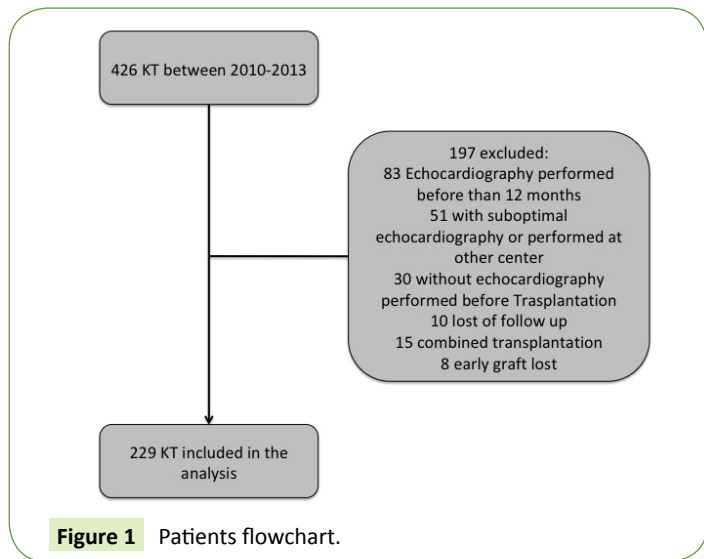 426 KT between 2010-2013
197 excluded:
83 Echocardiography performed
before than 12 months
51 with suboptimal
echocardiography or performed at
other center
30 without echocardiography
performed before Trasplantation
10 lost of follow up
15 combined transplantation
8 early graft lost
229 KT included in the
analysis
Figure 1 Patients flowchart.